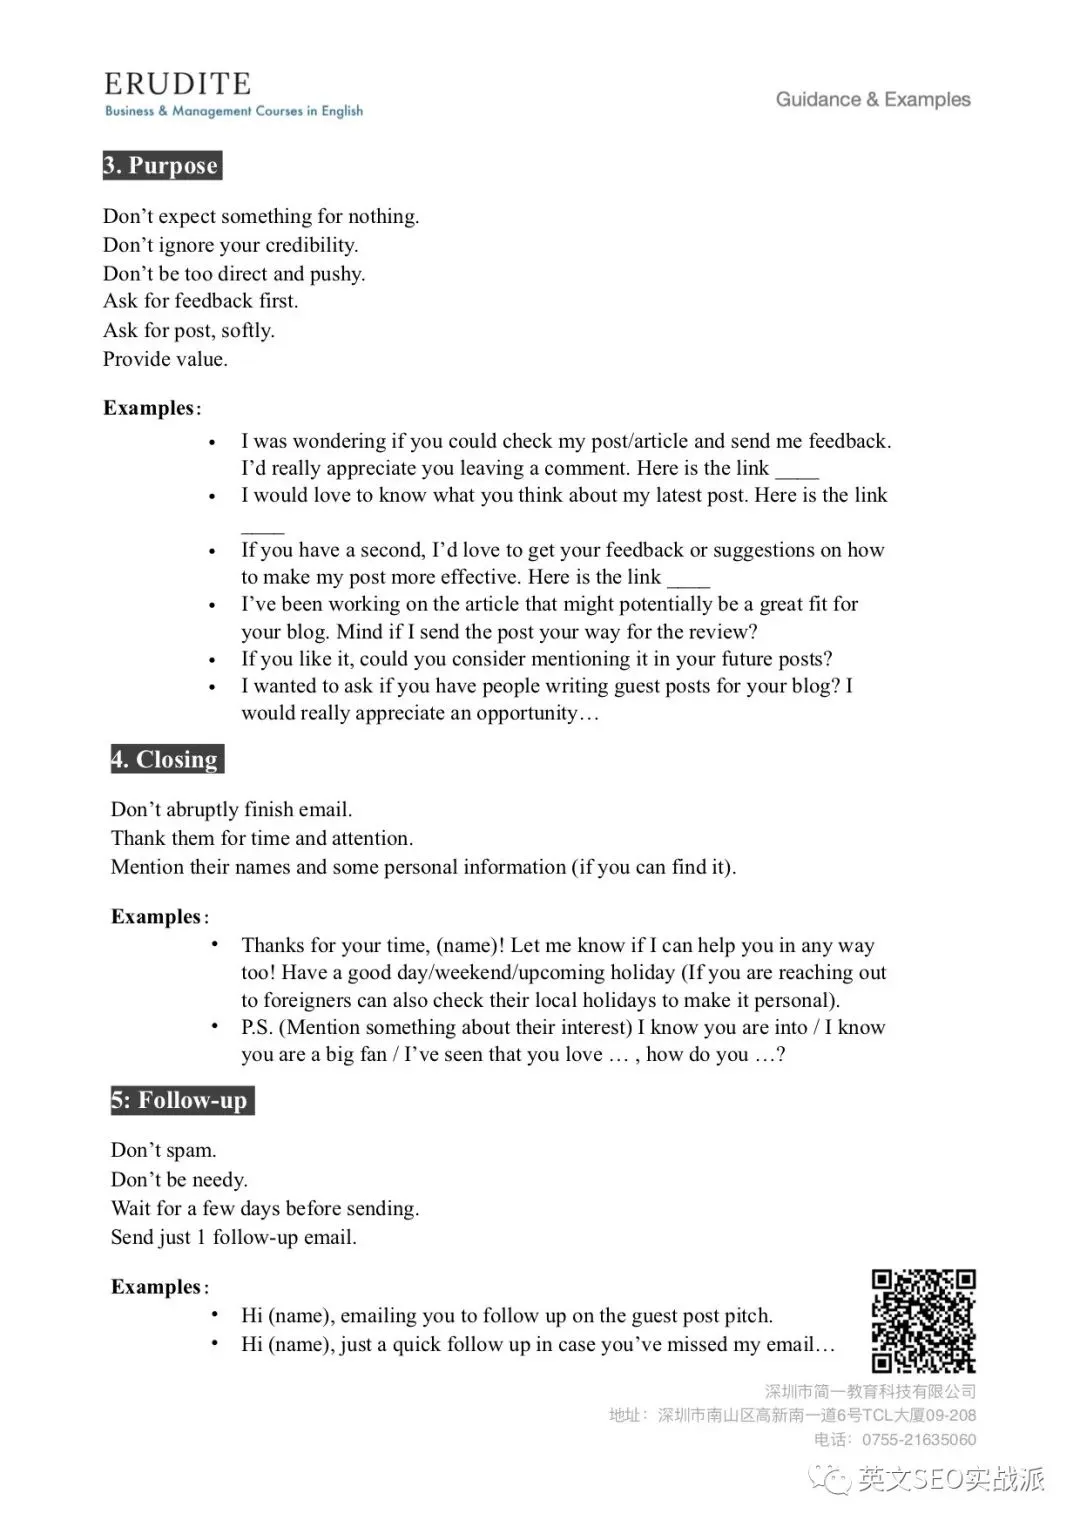 ERUDITE
Business & Management Courses in English
Guidance & Examples
3. Purpose
Don't expect something for nothing.
Don't ignore your credibility.
Don't be too direct and pushy.
Ask for feedback first.
Ask for post, softly.
Provide value.
Examples:
• I was wondering if you could check my post/article and send me feedback.
I'd really appreciate you leaving a comment. Here is the link ____
• I would love to know what you think about my latest post. Here is the link
____
• If you have a second, I'd love to get your feedback or suggestions on how
to make my post more effective. Here is the link ____
• I've been working on the article that might potentially be a great fit for
your blog. Mind if I send the post your way for the review?
• If you like it, could you consider mentioning it in your future posts?
• I wanted to ask if you have people writing guest posts for your blog? I
would really appreciate an opportunity…
4. Closing
Don't abruptly finish email.
Thank them for time and attention.
Mention their names and some personal information (if you can find it).
Examples:
• Thanks for your time, (name)! Let me know if I can help you in any way
too! Have a good day/weekend/upcoming holiday (If you are reaching out
to foreigners can also check their local holidays to make it personal).
• P.S. (Mention something about their interest) I know you are into / I know
you are a big fan / I've seen that you love … , how do you …?
5: Follow-up
Don't spam.
Don't be needy.
Wait for a few days before sending.
Send just 1 follow-up email.
Examples:
• Hi (name), emailing you to follow up on the guest post pitch.
• Hi (name), just a quick follow up in case you've missed my email…
深圳市简一教育科技有限公司
地址：深圳市南山区高新南一道6号TCL大厦09-208
电话：0755-21635060
英文SEO实战派